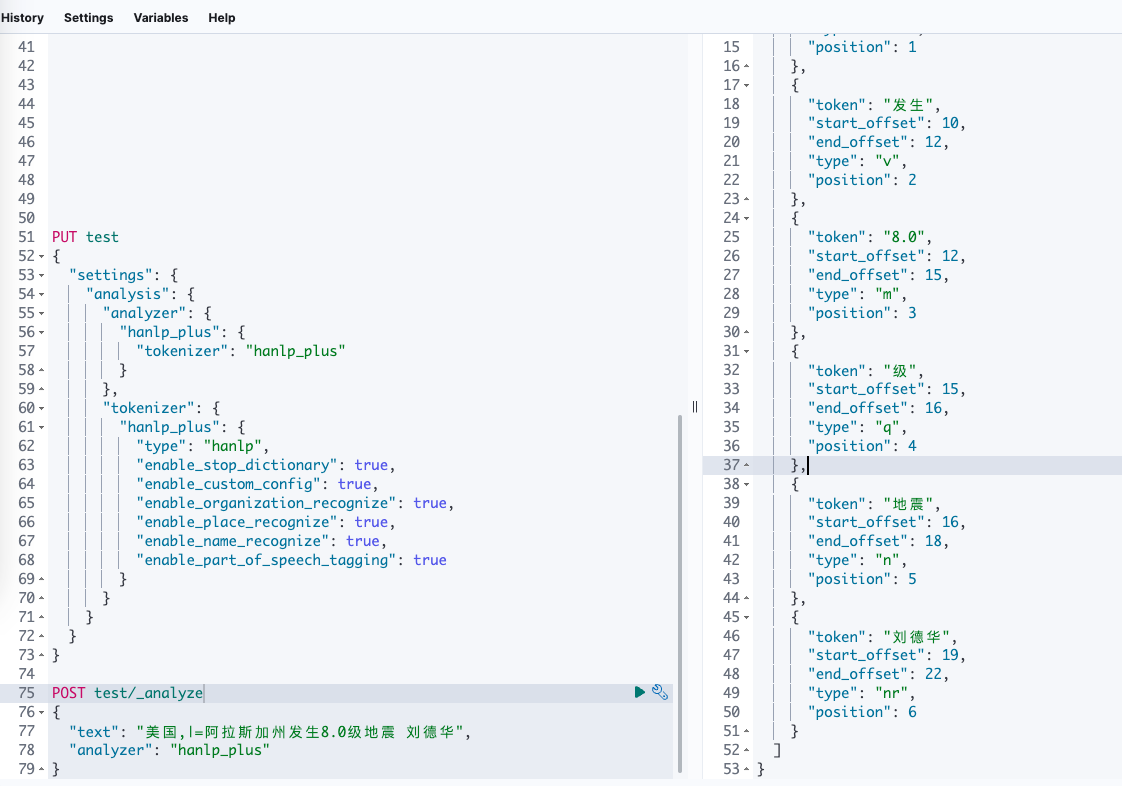 History Settings Variables Help
41
42
43
44
45
46
47
48
49
50
51 PUT test
52 {
53 "settings": {
54 "analysis": {
55 "analyzer": {
56 "hanlp_plus": {
57 "tokenizer": "hanlp_plus"
58 }
59 },
60 "tokenizer": {
61 "hanlp_plus": {
62 "type": "hanlp",
63 "enable_stop_dictionary": true,
64 "enable_custom_config": true,
65 "enable_organization_recognize": true,
66 "enable_place_recognize": true,
67 "enable_name_recognize": true,
68 "enable_part_of_speech_tagging": true
69 }
70 }
71 }
72 }
73 }
74
75 POST test/_analyze
76 {
77 "text": "美国,|=阿拉斯加州发生8.0级地震 刘德华",
78 "analyzer": "hanlp_plus"
79 }
15 "position": 1
16 },
17 {
18 "token": "发生",
19 "start_offset": 10,
20 "end_offset": 12,
21 "type": "v",
22 "position": 2
23 },
24 {
25 "token": "8.0",
26 "start_offset": 12,
27 "end_offset": 15,
28 "type": "m",
29 "position": 3
30 },
31 {
32 "token": "级",
33 "start_offset": 15,
34 "end_offset": 16,
35 "type": "q",
36 "position": 4
37 },
38 {
39 "token": "地震",
40 "start_offset": 16,
41 "end_offset": 18,
42 "type": "n",
43 "position": 5
44 },
45 {
46 "token": "刘德华",
47 "start_offset": 19,
48 "end_offset": 22,
49 "type": "nr",
50 "position": 6
51 }
52 ]
53 }